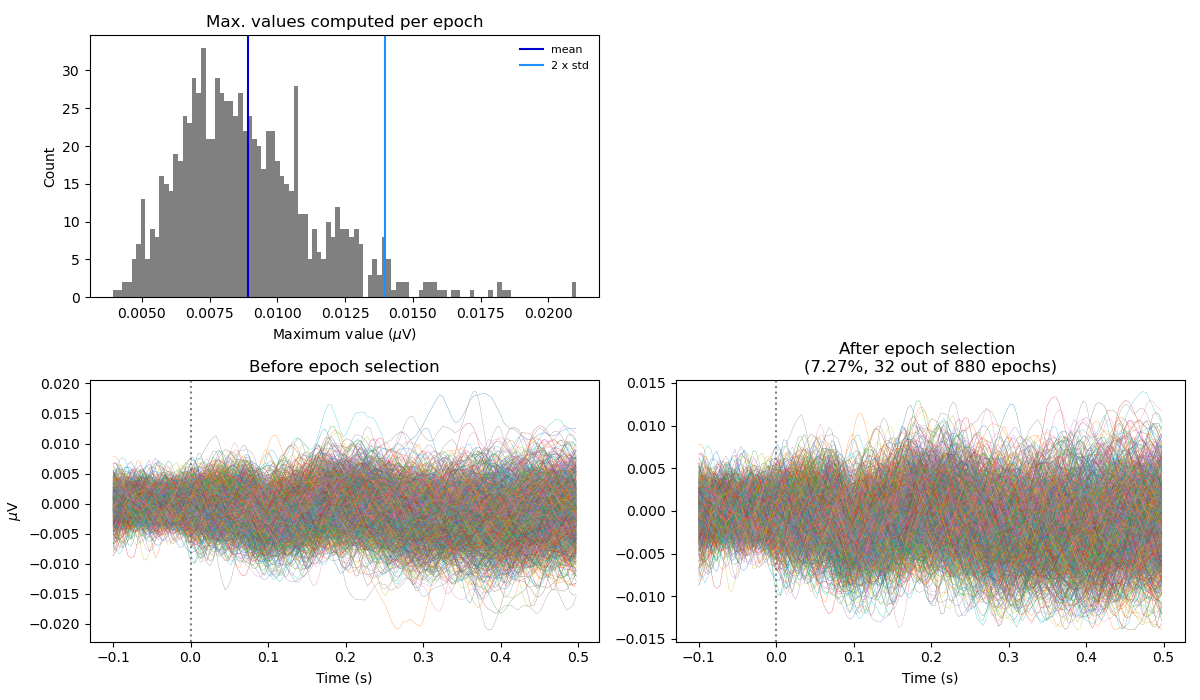 Max. values computed per epoch
mean
2 x std
Count
30
25
20
15
10
5
0
0.0050 0.0075 0.0100 0.0125 0.0150 0.0175 0.0200
Maximum value (μV)
Before epoch selection
μV
0.020
0.015
0.010
0.005
0.000
−0.005
−0.010
−0.015
−0.020
−0.1 0.0 0.1 0.2 0.3 0.4 0.5
Time (s)
After epoch selection
(7.27%, 32 out of 880 epochs)
0.015
0.010
0.005
0.000
−0.005
−0.010
−0.015
−0.1 0.0 0.1 0.2 0.3 0.4 0.5
Time (s)